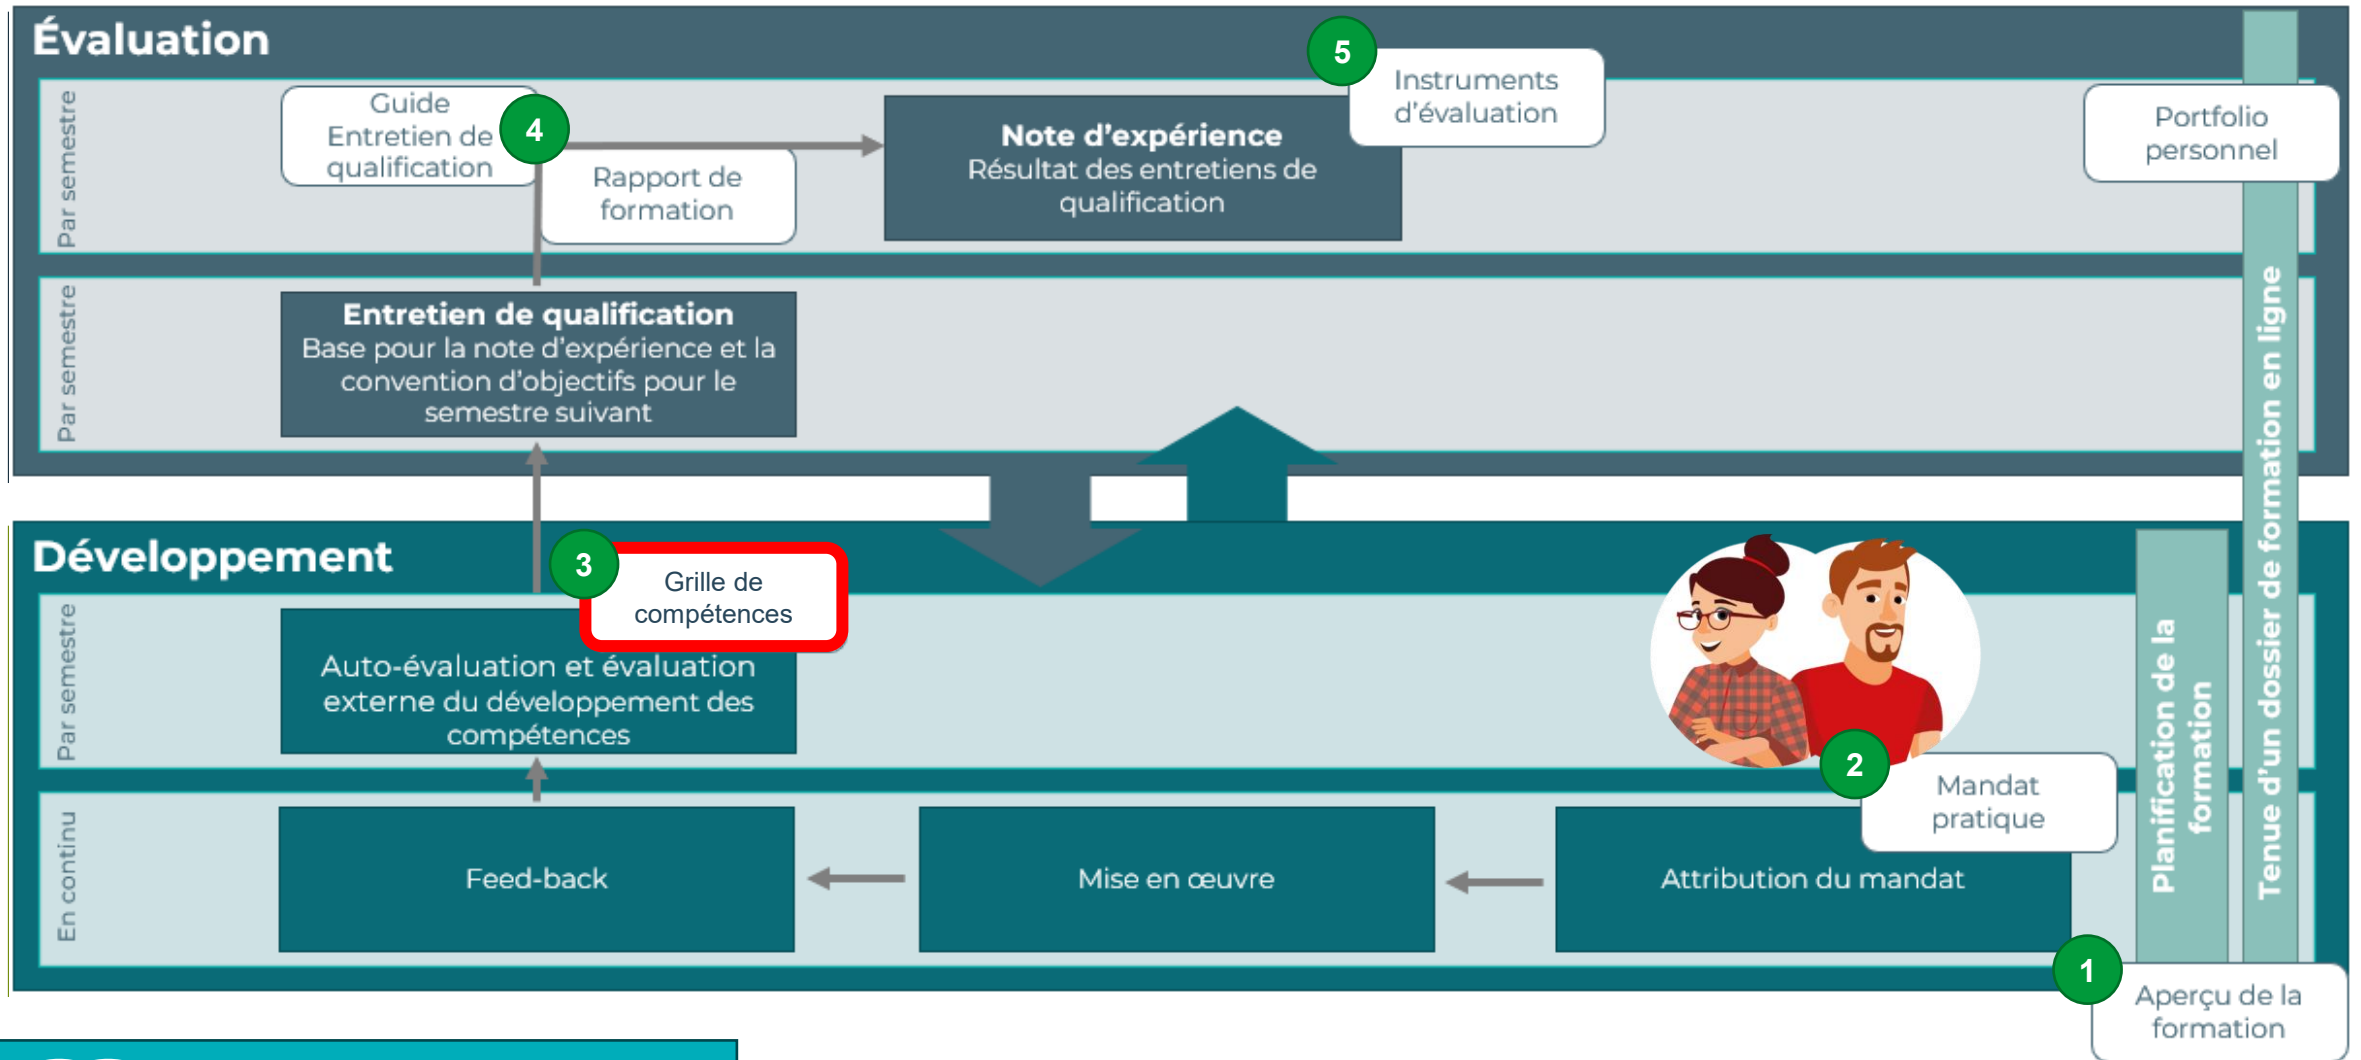 Évaluation
Par semestre
Guide
Entretien de
qualification
4
Rapport de
formation
Note d'expérience
Résultat des entretiens de
qualification
5
Instruments
d'évaluation
Portfolio
personnel
Par semestre
Entretien de qualification
Base pour la note d'expérience et la
convention d'objectifs pour le
semestre suivant
Développement
Par semestre
3
Grille de
compétences
Auto-évaluation et évaluation
externe du développement des
compétences
2
Mandat
pratique
En continu
Feed-back
Mise en œuvre
Attribution du mandat
Planification de la
formation
Tenue d'un dossier de formation en ligne
1
Aperçu de la
formation